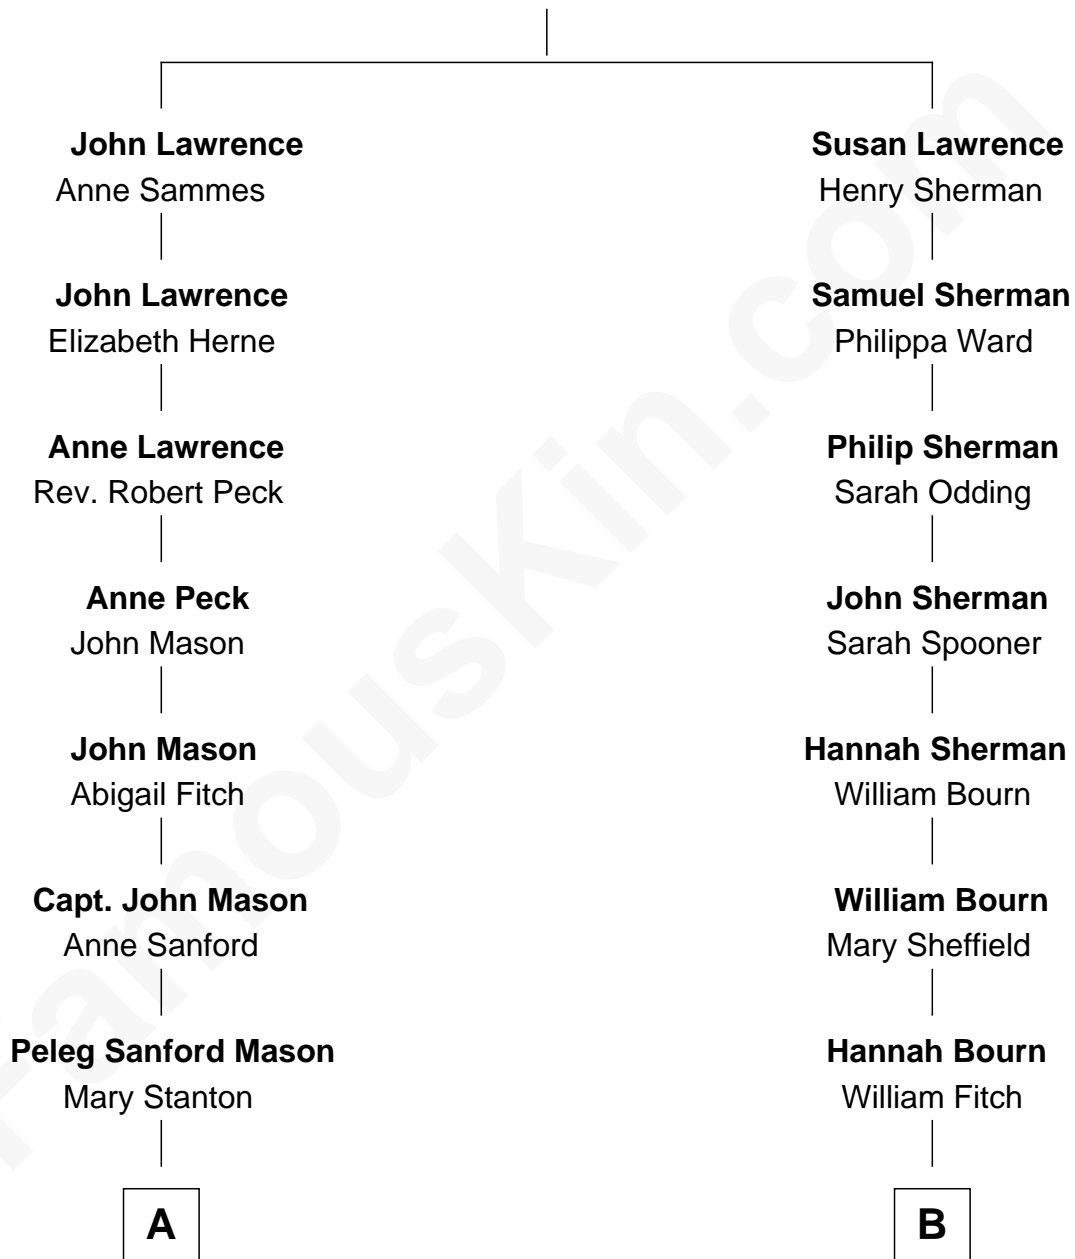 John Lawrence
Anne Sammes
John Lawrence
Elizabeth Herne
Anne Lawrence
Rev. Robert Peck
Anne Peck
John Mason
John Mason
Abigail Fitch
Capt. John Mason
Anne Sanford
Peleg Sanford Mason
Mary Stanton
A
Susan Lawrence
Henry Sherman
Samuel Sherman
Philippa Ward
Philip Sherman
Sarah Odding
John Sherman
Sarah Spooner
Hannah Sherman
William Bourn
William Bourn
Mary Sheffield
Hannah Bourn
William Fitch
B
FamousKin.com